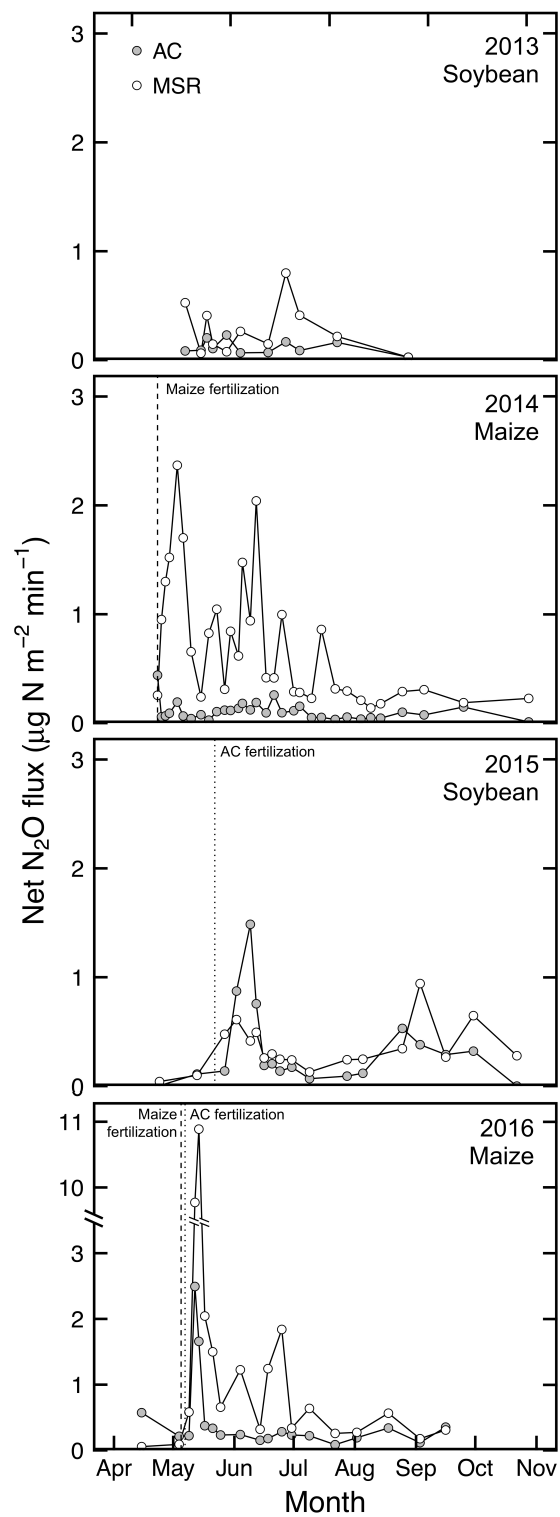 3
2
1
0
AC
MSR
2013
Soybean
3
2
1
0
Maize fertilization
2014
Maize
Net N₂O flux (µg N m⁻² min⁻¹)
3
2
1
0
AC fertilization
2015
Soybean
11
10
3
2
1
0
Maize
fertilization
AC fertilization
2016
Maize
Apr May Jun Jul Aug Sep Oct Nov
Month